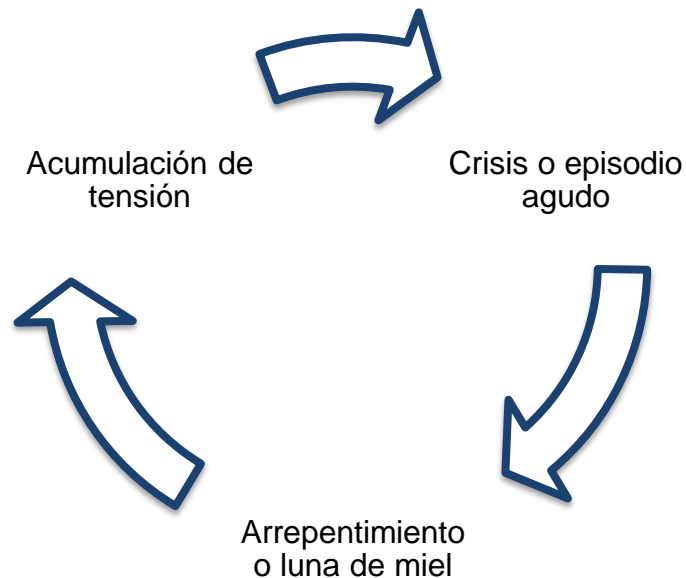 Acumulación de
tensión
Crisis o episodio
agudo
Arrepentimiento
o luna de miel